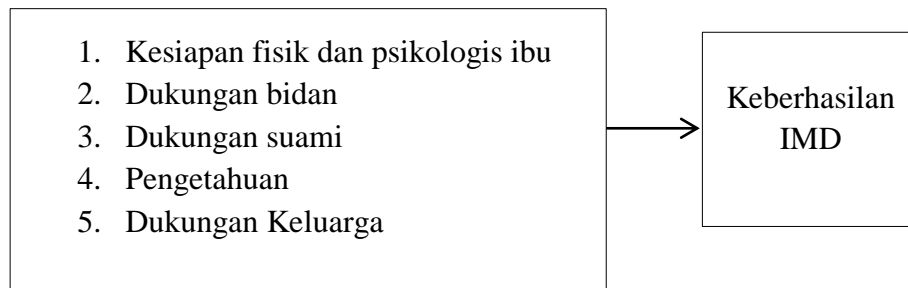 1. Kesiapan fisik dan psikologis ibu
2. Dukungan bidan
3. Dukungan suami
4. Pengetahuan
5. Dukungan Keluarga
Keberhasilan
IMD